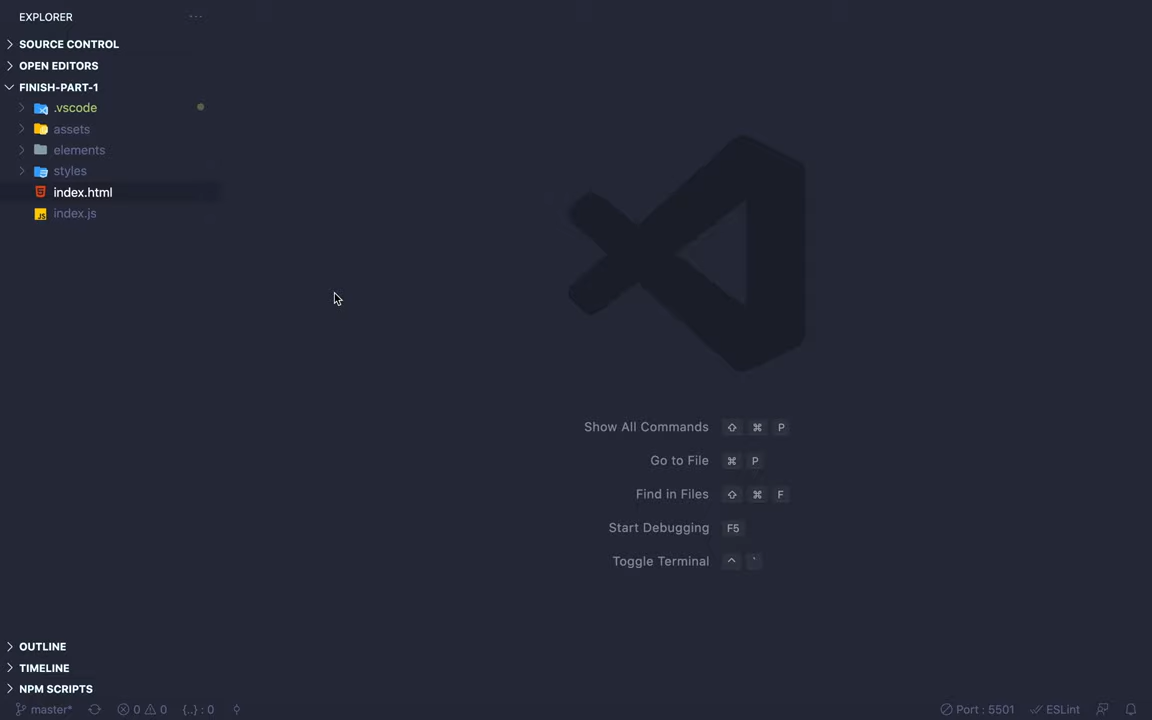 EXPLORER ...
SOURCE CONTROL
OPEN EDITORS
FINISH-PART-1
.vscode
assets
elements
styles
index.html
JS index.js
Show All Commands ⇧ ⌘ P
Go to File ⌘ P
Find in Files ⇧ ⌘ F
Start Debugging F5
Toggle Terminal ^ `
OUTLINE
TIMELINE
NPM SCRIPTS
master* 0 0 {..} : 0 Port : 5501 ESLint